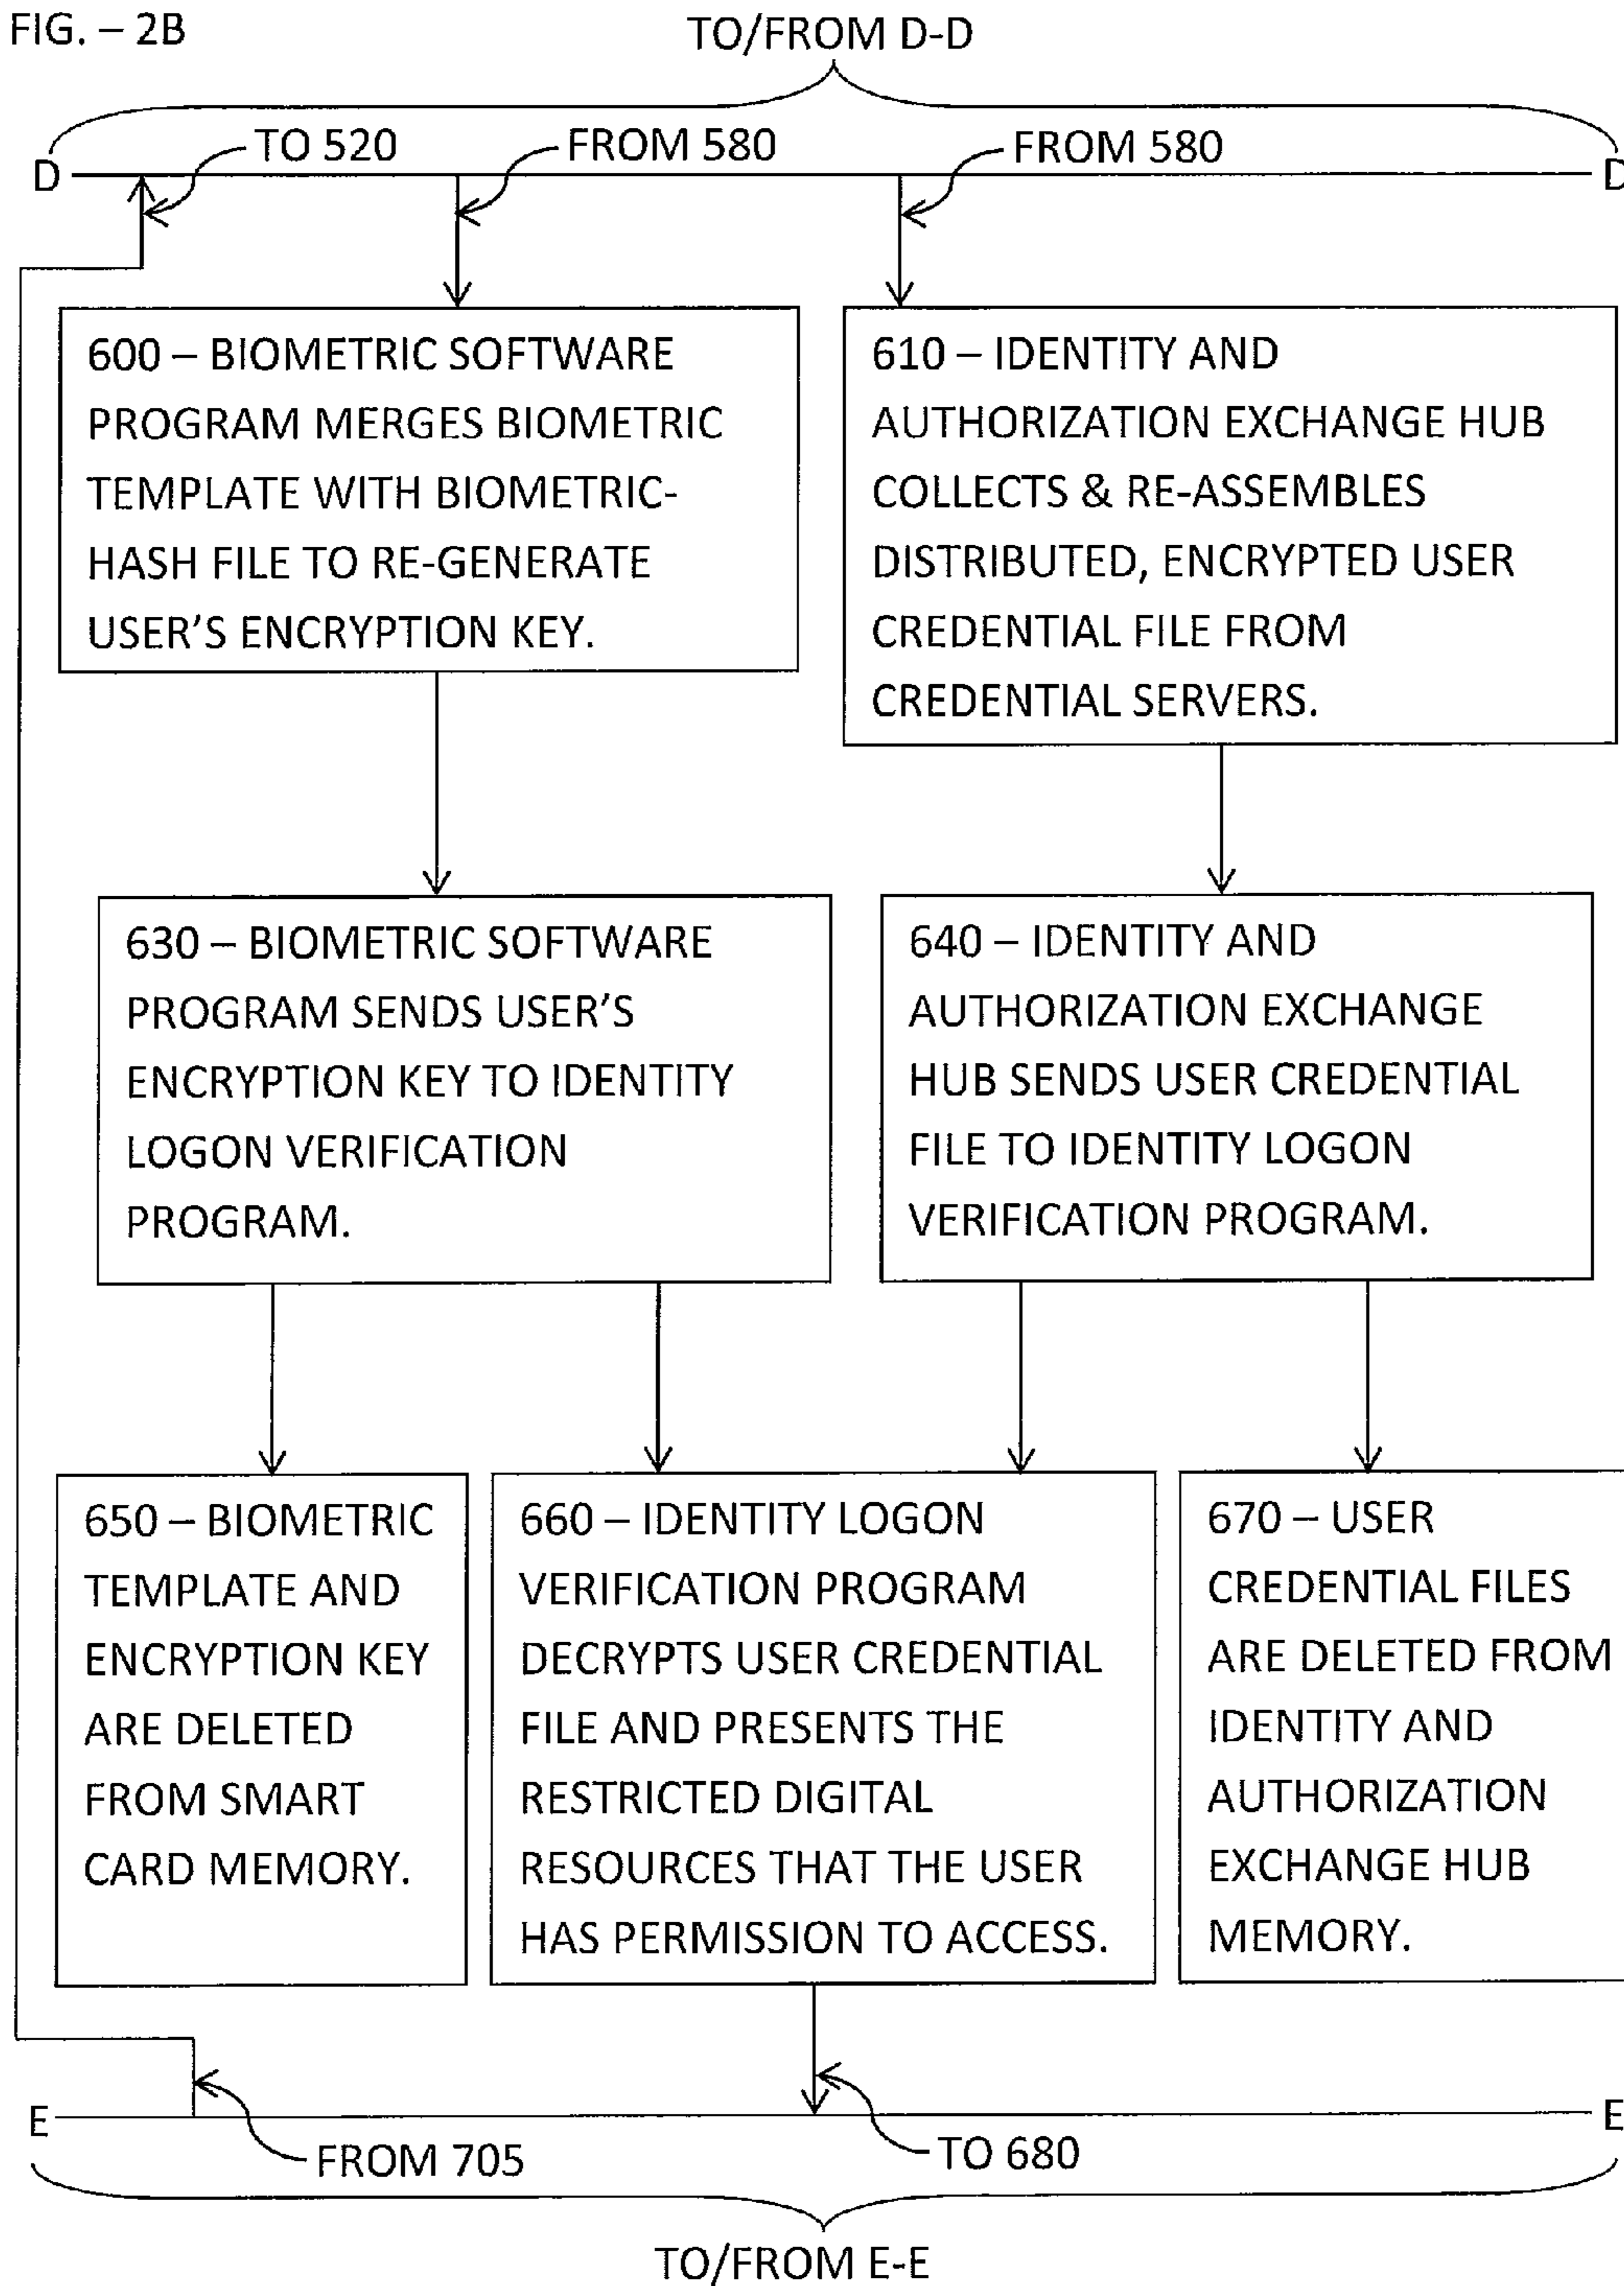 FIG. – 2B
TO/FROM D-D
TO 520
FROM 580
FROM 580
D
D
600 – BIOMETRIC SOFTWARE
PROGRAM MERGES BIOMETRIC
TEMPLATE WITH BIOMETRIC-
HASH FILE TO RE-GENERATE
USER'S ENCRYPTION KEY.
610 – IDENTITY AND
AUTHORIZATION EXCHANGE HUB
COLLECTS & RE-ASSEMBLES
DISTRIBUTED, ENCRYPTED USER
CREDENTIAL FILE FROM
CREDENTIAL SERVERS.
630 – BIOMETRIC SOFTWARE
PROGRAM SENDS USER'S
ENCRYPTION KEY TO IDENTITY
LOGON VERIFICATION
PROGRAM.
640 – IDENTITY AND
AUTHORIZATION EXCHANGE
HUB SENDS USER CREDENTIAL
FILE TO IDENTITY LOGON
VERIFICATION PROGRAM.
650 – BIOMETRIC
TEMPLATE AND
ENCRYPTION KEY
ARE DELETED
FROM SMART
CARD MEMORY.
660 – IDENTITY LOGON
VERIFICATION PROGRAM
DECRYPTS USER CREDENTIAL
FILE AND PRESENTS THE
RESTRICTED DIGITAL
RESOURCES THAT THE USER
HAS PERMISSION TO ACCESS.
670 – USER
CREDENTIAL FILES
ARE DELETED FROM
IDENTITY AND
AUTHORIZATION
EXCHANGE HUB
MEMORY.
E
E
FROM 705
TO 680
TO/FROM E-E